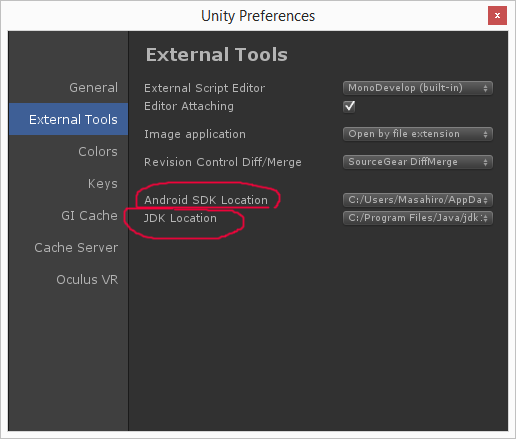 Unity Preferences
x
External Tools
General
External Script Editor
MonoDevelop (built-in)
Editor Attaching
External Tools
Image application
Open by file extension
Colors
Revision Control Diff/Merge
SourceGear DiffMerge
Keys
Android SDK Location
C:/Users/Masahiro/AppDa
GI Cache
JDK Location
C:/Program Files/Java/jdk
Cache Server
Oculus VR